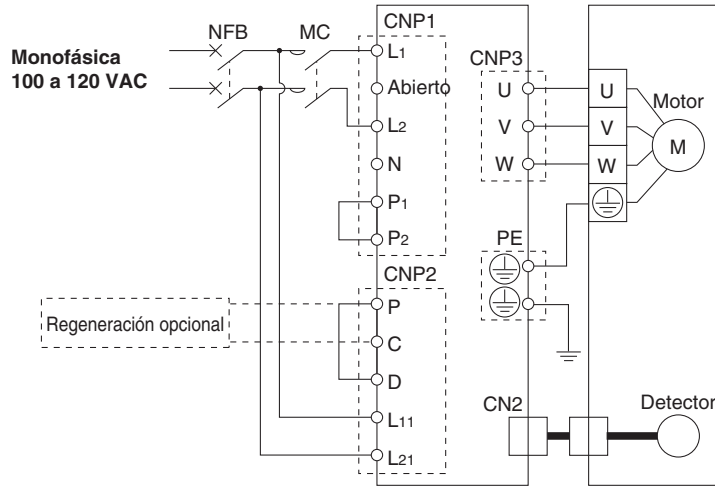 NFB
MC
CNP1
Monofásica
100 a 120 VAC
L1
Abierto
L2
N
P1
P2
CNP2
Regeneración opcional
P
C
D
L11
L21
CNP3
U
V
W
PE
CN2
U
V
W
Motor
M
Detector